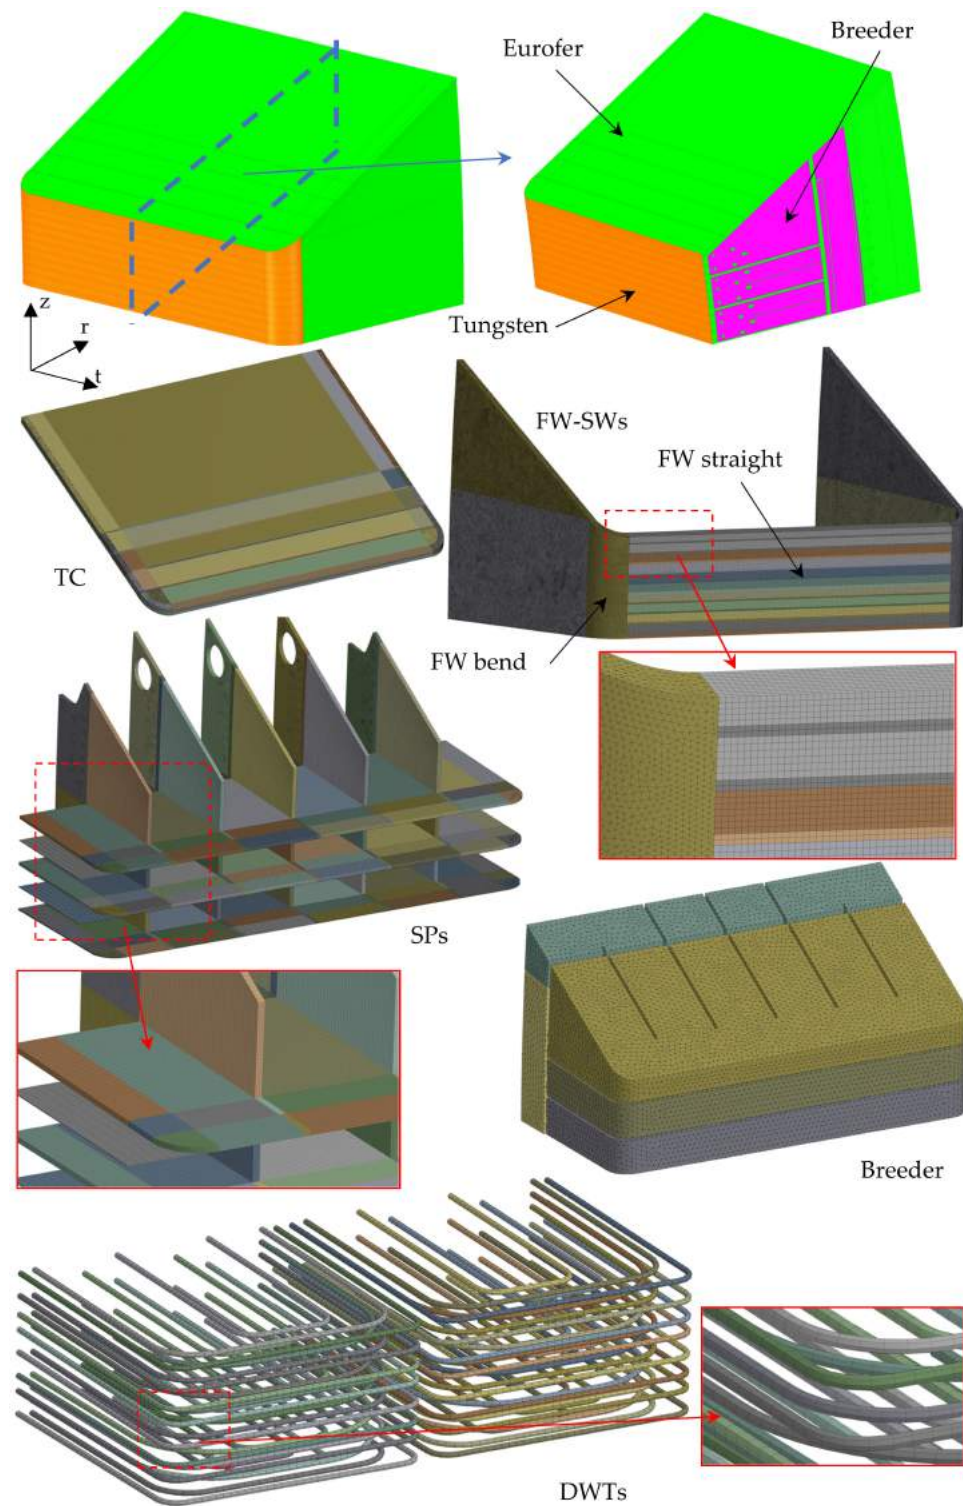 Breeder
Eurofer
Tungsten
z
r
t
FW-SWs
FW straight
TC
FW bend
SPs
Breeder
DWTs